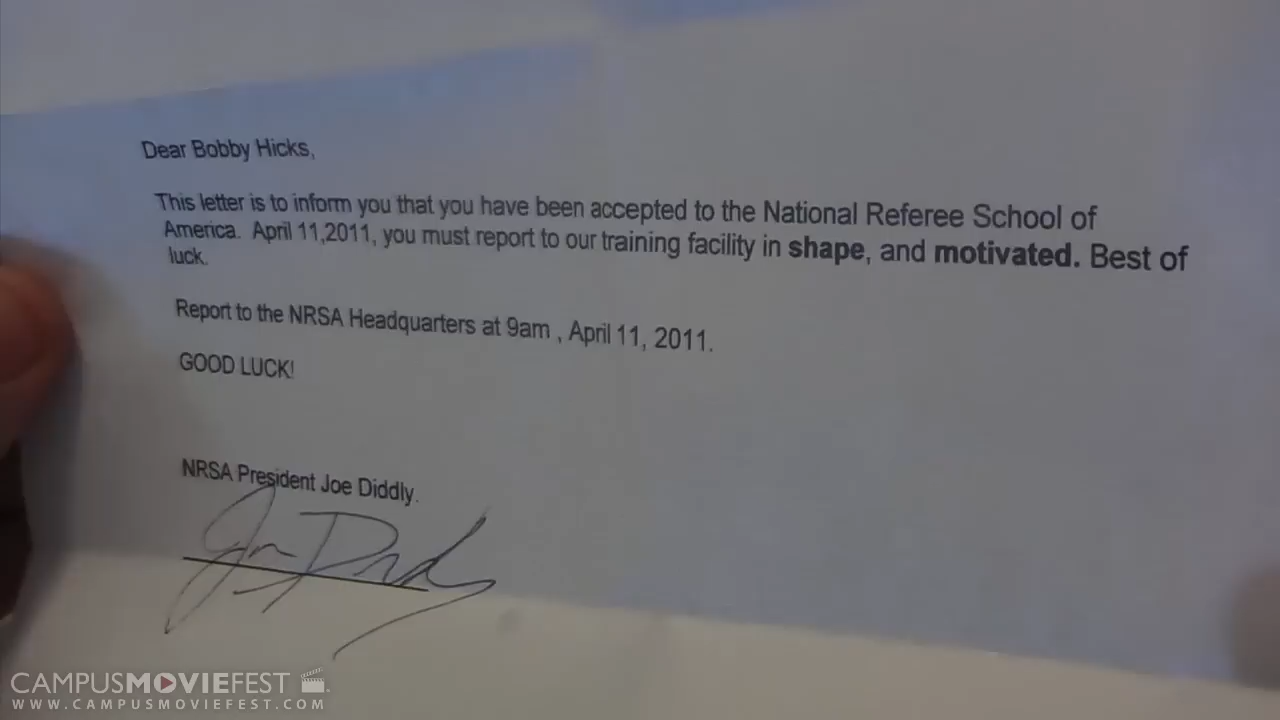 Dear Bobby Hicks,
This letter is to inform you that you have been accepted to the National Referee School of
America. April 11,2011, you must report to our training facility in shape, and motivated. Best of
luck.
Report to the NRSA Headquarters at 9am , April 11, 2011.
GOOD LUCK!
NRSA President Joe Diddly.
CAMPUSMOVIEFEST
WWW.CAMPUSMOVIEFEST.COM